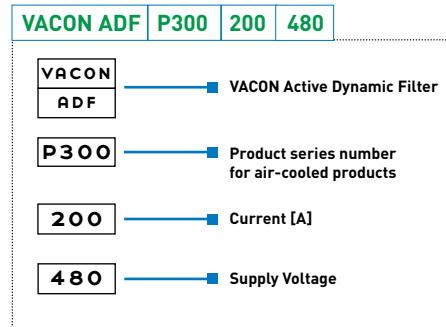 VACON ADF P300 200 480
VACON
ADF
VACON Active Dynamic Filter
P300
Product series number
for air-cooled products
200
Current [A]
480
Supply Voltage